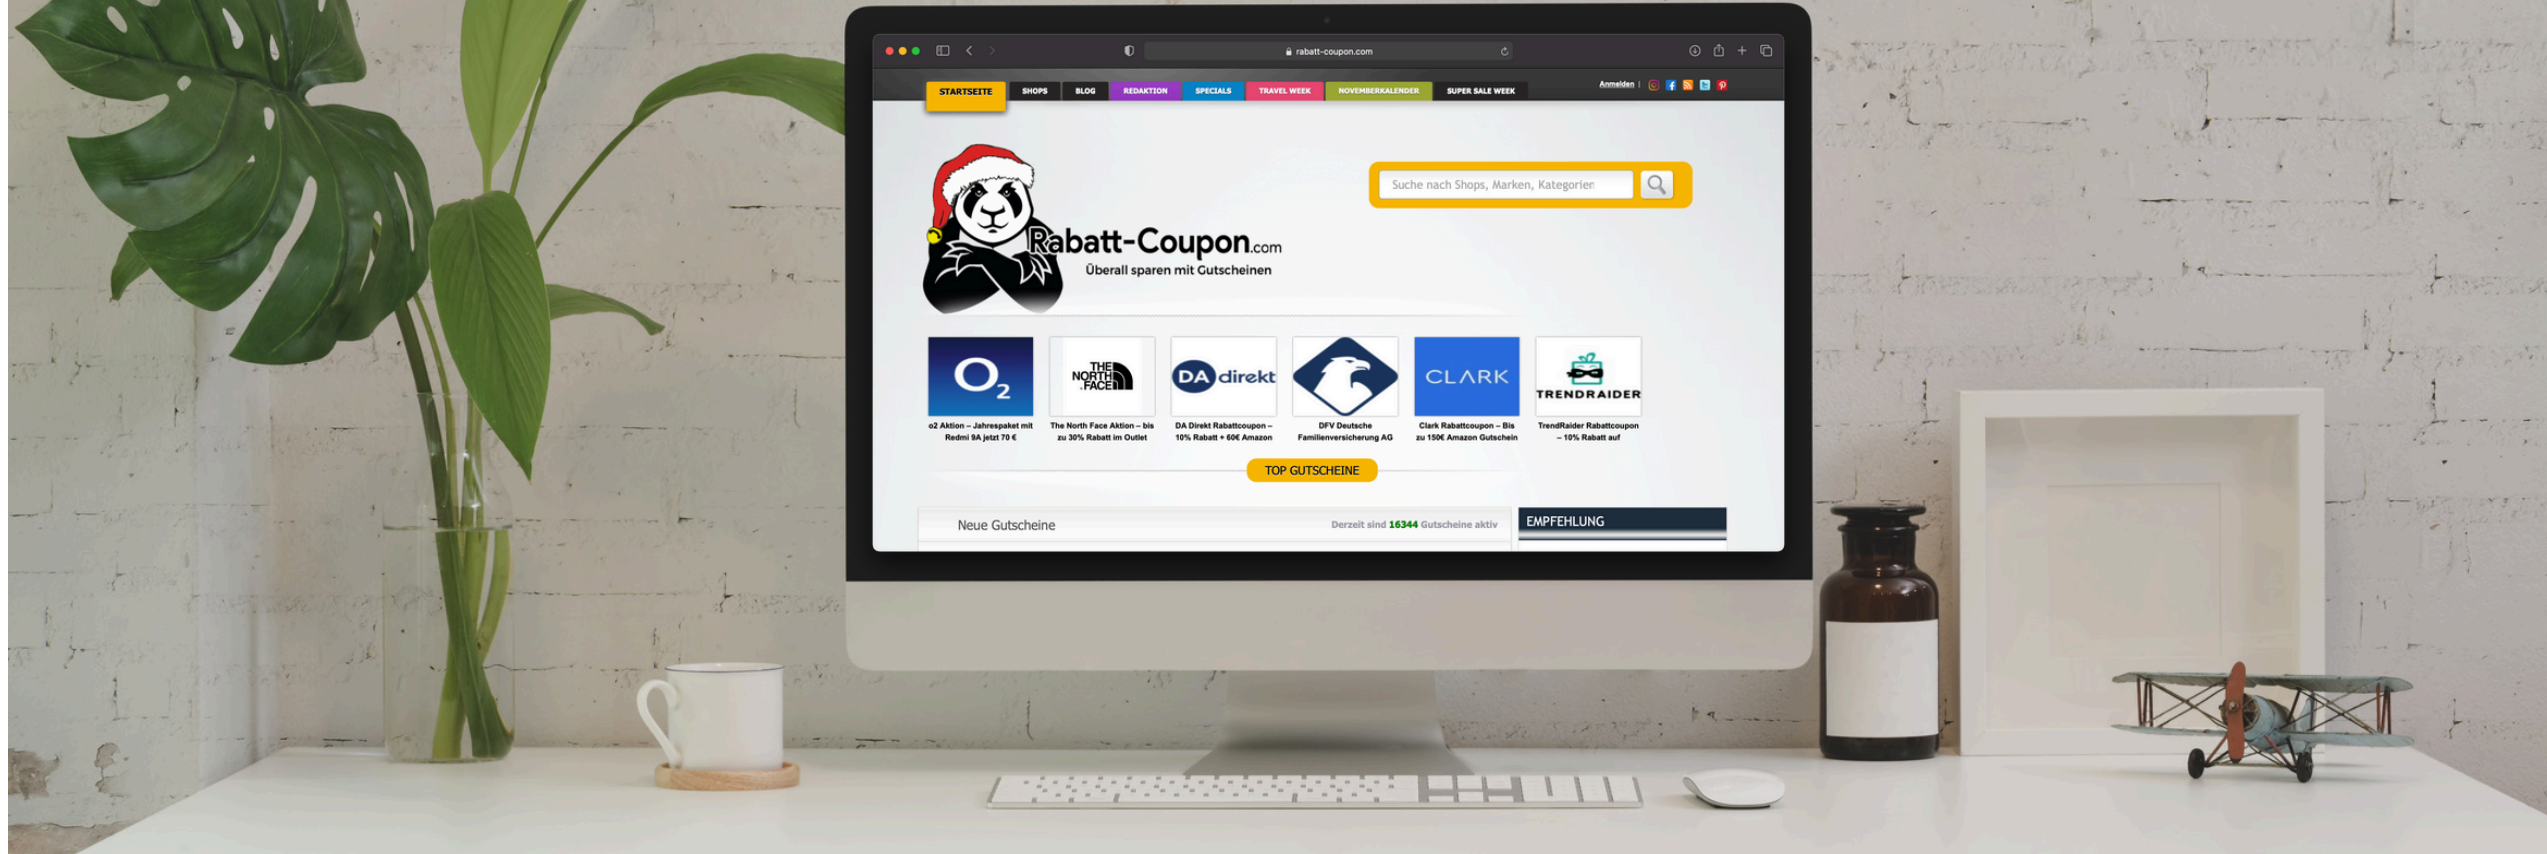 rabatt-coupon.com
STARTSEITE SHOPS BLOG REDAKTION SPECIALS TRAVEL WEEK NOVEMBERKALENDER SUPER SALE WEEK Anmelden |
Suche nach Shops, Marken, Kategorien
Rabatt-Coupon.com
Überall sparen mit Gutscheinen
O2
THE
NORTH
FACE
DA direkt
CLARK
TRENDRAIDER
o2 Aktion – Jahrespaket mit
Redmi 9A jetzt 70 €
The North Face Aktion – bis
zu 30% Rabatt im Outlet
DA Direkt Rabattcoupon –
10% Rabatt + 60€ Amazon
DFV Deutsche
Familienversicherung AG
Clark Rabattcoupon – Bis
zu 150€ Amazon Gutschein
TrendRaider Rabattcoupon
– 10% Rabatt auf
TOP GUTSCHEINE
Neue Gutscheine
Derzeit sind 16344 Gutscheine aktiv
EMPFEHLUNG